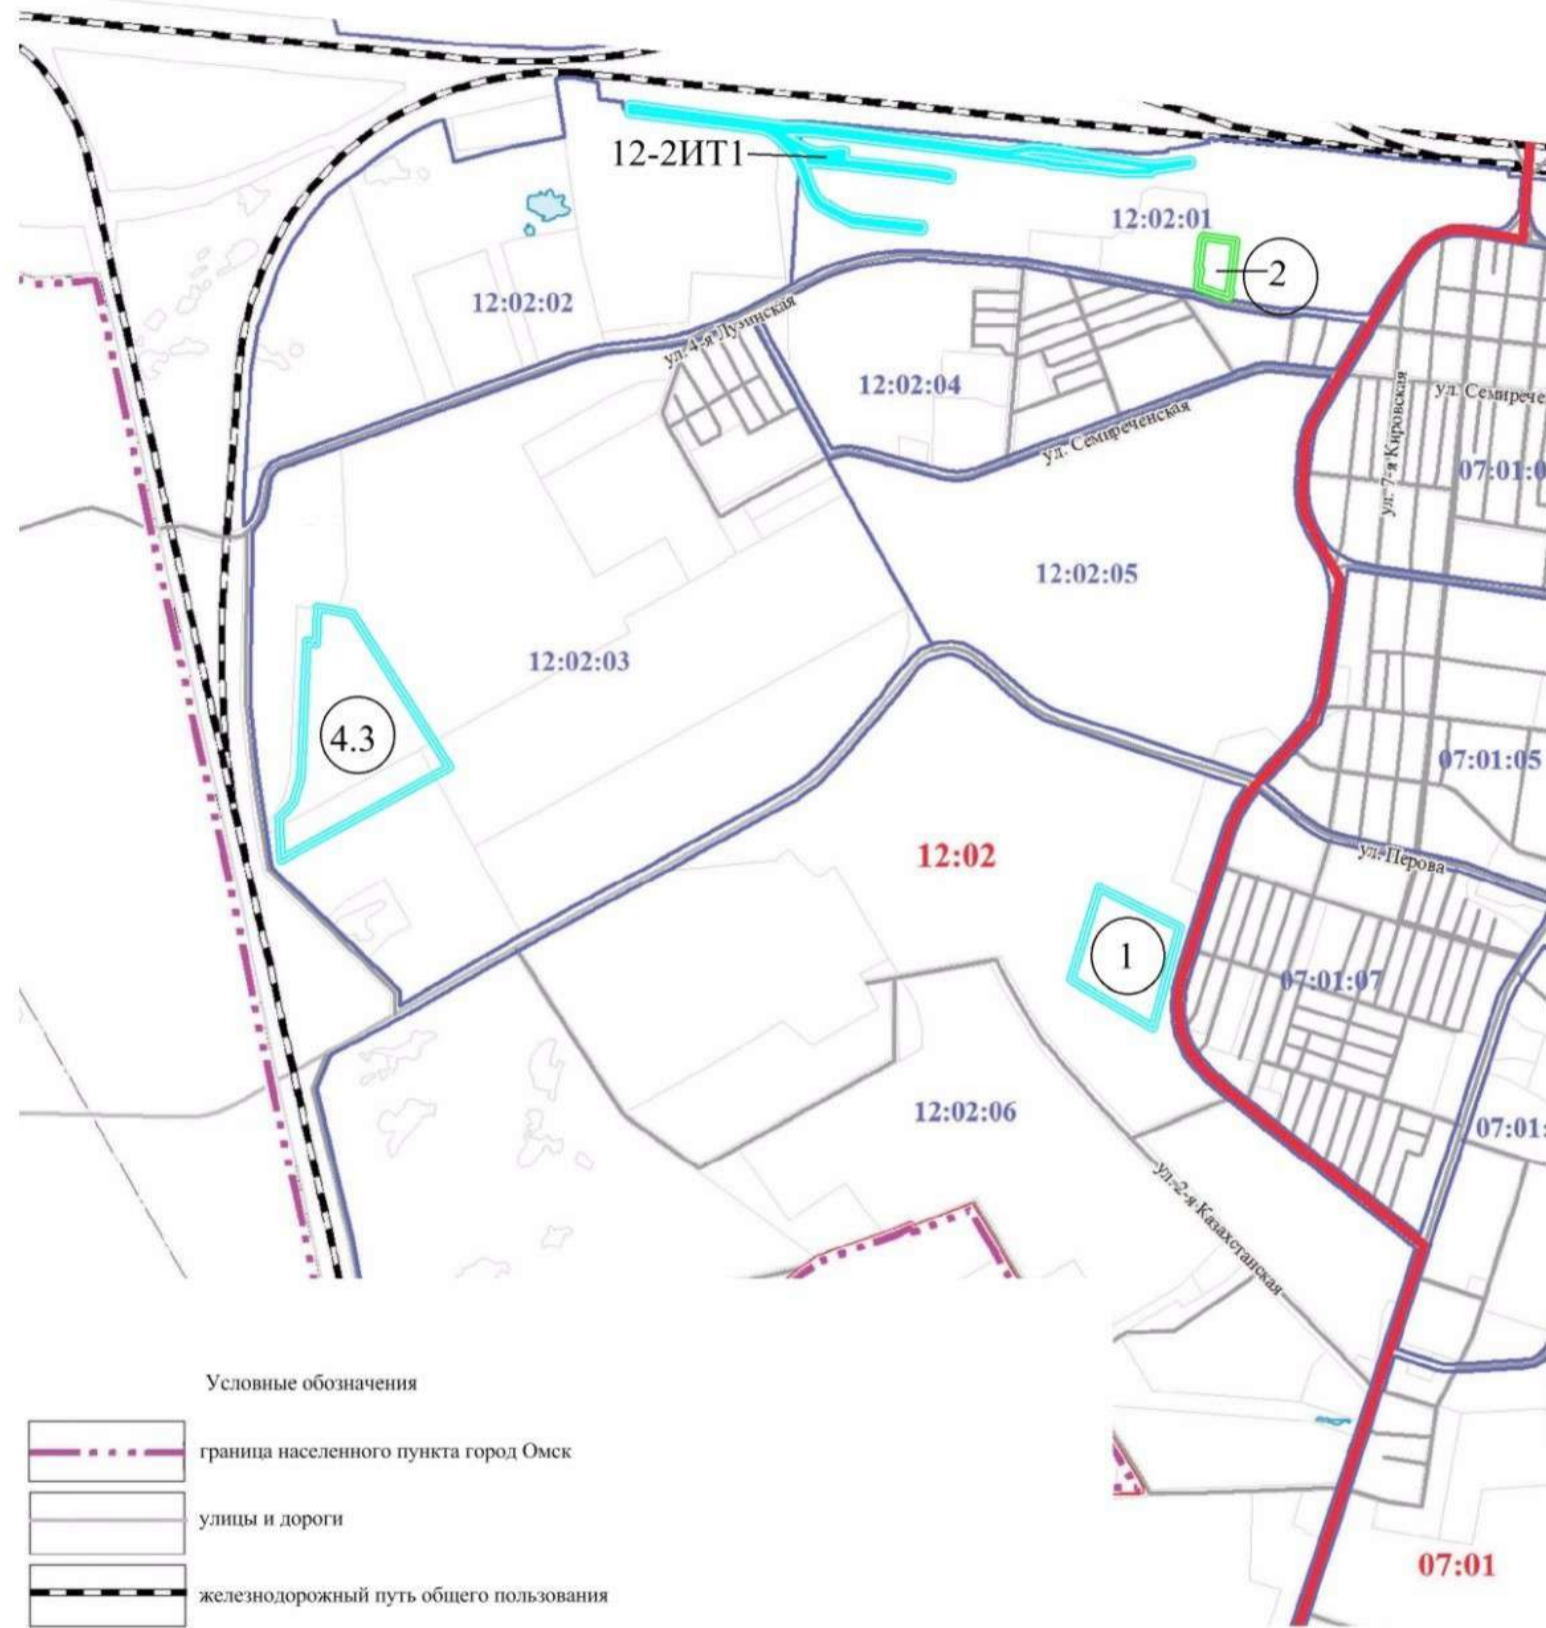 12-2ИТ1
12:02:01
2
12:02:02
ул. 4-я Лузинская
12:02:04
ул. 7-я Кировская
ул. Семиречен
ул. Семиреченская
07:01:0
12:02:05
12:02:03
4.3
07:01:05
12:02
ул. Перова
1
07:01:07
12:02:06
07:01:
ул. 2-я Казахстанская
Условные обозначения
граница населенного пункта город Омск
улицы и дороги
07:01
железнодорожный путь общего пользования